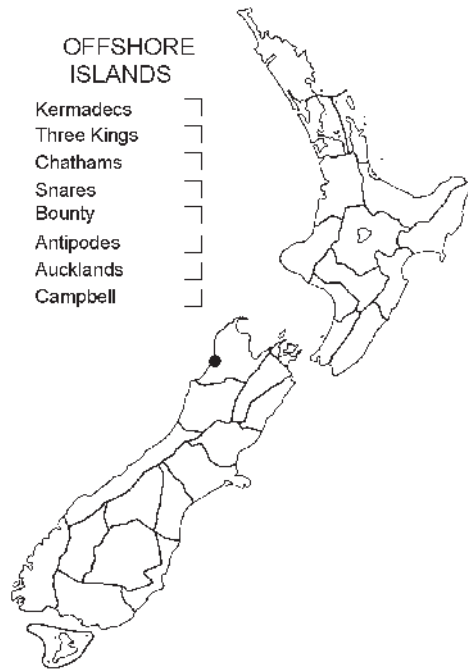 OFFSHORE
ISLANDS
Kermadecs
Three Kings
Chathams
Snares
Bounty
Antipodes
Aucklands
Campbell